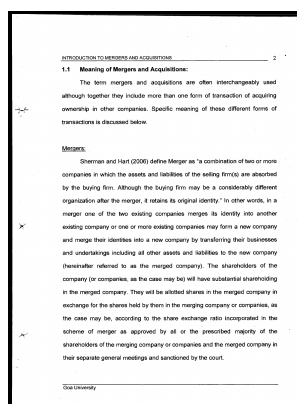 INTRODUCTION TO MERGERS AND ACQUISITIONS 2
1.1 Meaning of Mergers and Acquisitions:
The term mergers and acquisitions are often interchangeably used
although together they include more than one form of transaction of acquiring
ownership in other companies. Specific meaning of these different forms of
transactions is discussed below.
Mergers:
Sherman and Hart (2006) define Merger as “a combination of two or more
companies in which the assets and liabilities of the selling firm(s) are absorbed
by the buying firm. Although the buying firm may be a considerably different
organization after the merger, it retains its original identity.” In other words, in a
merger one of the two existing companies merges its identity into another
existing company or one or more existing companies may form a new company
and merge their identities into a new company by transferring their businesses
and undertakings including all other assets and liabilities to the new company
(hereinafter referred to as the merged company). The shareholders of the
company (or companies, as the case may be) will have substantial shareholding
in the merged company. They will be allotted shares in the merged company in
exchange for the shares held by them in the merging company or companies, as
the case may be, according to the share exchange ratio incorporated in the
scheme of merger as approved by all or the prescribed majority of the
shareholders of the merging company or companies and the merged company in
their separate general meetings and sanctioned by the court.
Goa University